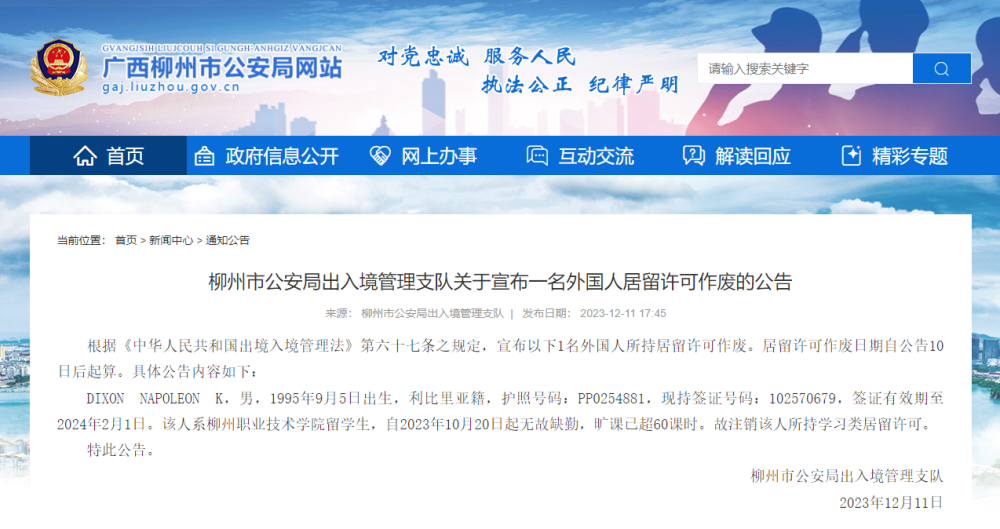 GVANGJSIH LIUJCOUH SI GUNGH-ANHGIZ VANGJCAN
广西柳州市公安局网站
gaj.liuzhou.gov.cn
对党忠诚 服务人民
执法公正 纪律严明
请输入搜索关键字
首页 政府信息公开 网上办事 互动交流 解读回应 精彩专题
当前位置： 首页 > 新闻中心 > 通知公告
柳州市公安局出入境管理支队关于宣布一名外国人居留许可作废的公告
来源： 柳州市公安局出入境管理支队 | 发布日期： 2023-12-11 17:45
根据《中华人民共和国出境入境管理法》第六十七条之规定，宣布以下1名外国人所持居留许可作废。居留许可作废日期自公告10
日后起算。具体公告内容如下：
DIXON NAPOLEON K，男，1995年9月5日出生，利比里亚籍，护照号码：PP0254881，现持签证号码：102570679，签证有效期至
2024年2月1日。该人系柳州职业技术学院留学生，自2023年10月20日起无故缺勤，旷课已超60课时。故注销该人所持学习类居留许可。
特此公告。
柳州市公安局出入境管理支队
2023年12月11日